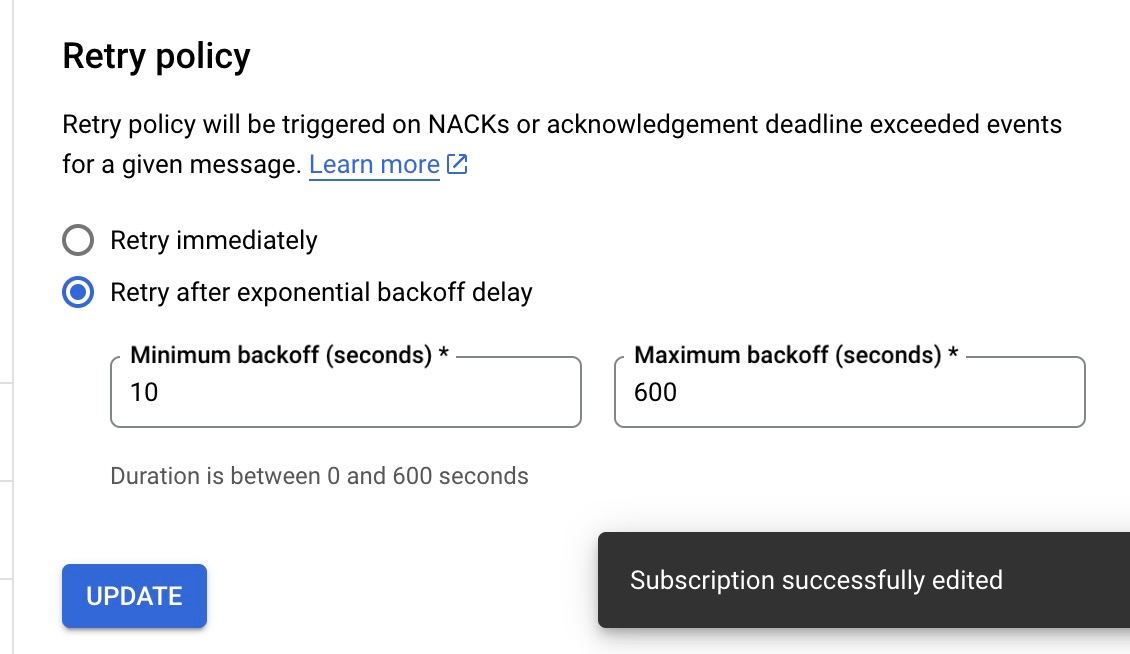 Retry policy
Retry policy will be triggered on NACKs or acknowledgement deadline exceeded events
for a given message. Learn more
Retry immediately
Retry after exponential backoff delay
Minimum backoff (seconds) *
10
Maximum backoff (seconds) *
600
Duration is between 0 and 600 seconds
UPDATE
Subscription successfully edited